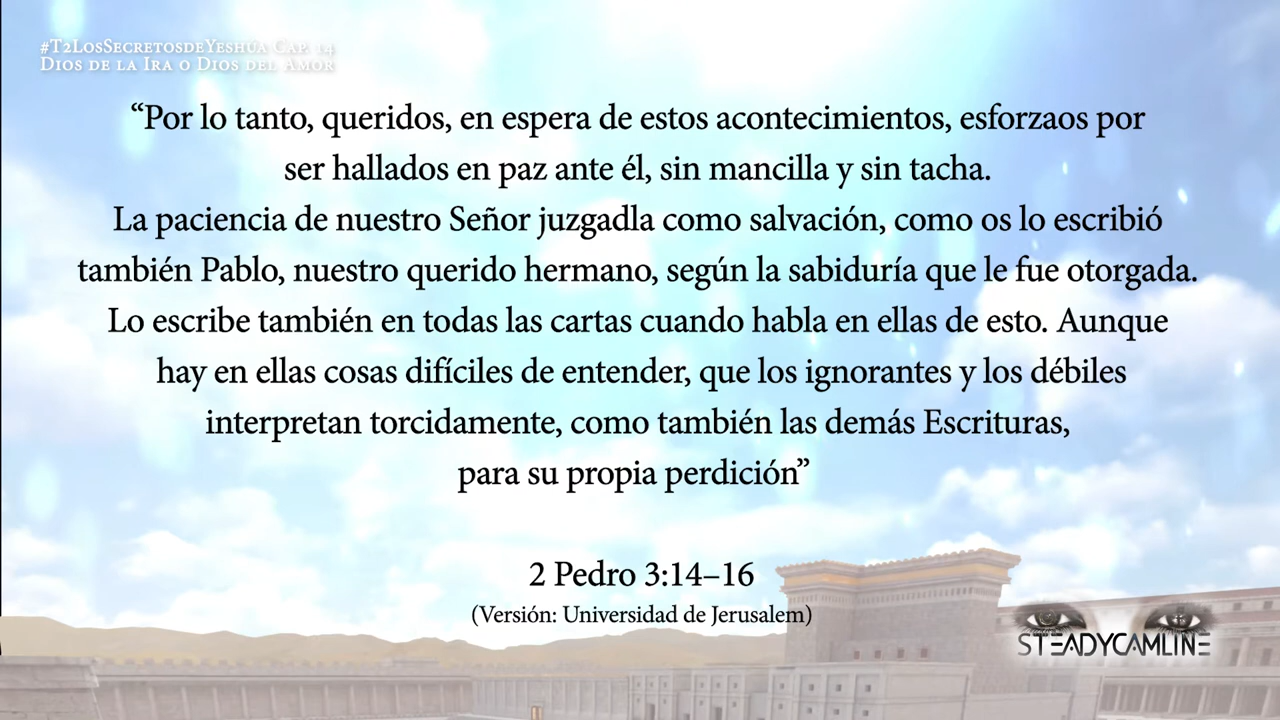 #T2LosSecretosdeYeshúa Cap. 14
Dios de la Ira o Dios del Amor
“Por lo tanto, queridos, en espera de estos acontecimientos, esforzaos por
ser hallados en paz ante él, sin mancilla y sin tacha.
La paciencia de nuestro Señor juzgadla como salvación, como os lo escribió
también Pablo, nuestro querido hermano, según la sabiduría que le fue otorgada.
Lo escribe también en todas las cartas cuando habla en ellas de esto. Aunque
hay en ellas cosas difíciles de entender, que los ignorantes y los débiles
interpretan torcidamente, como también las demás Escrituras,
para su propia perdición”
2 Pedro 3:14–16
(Versión: Universidad de Jerusalem)
STEADYCAMLINE